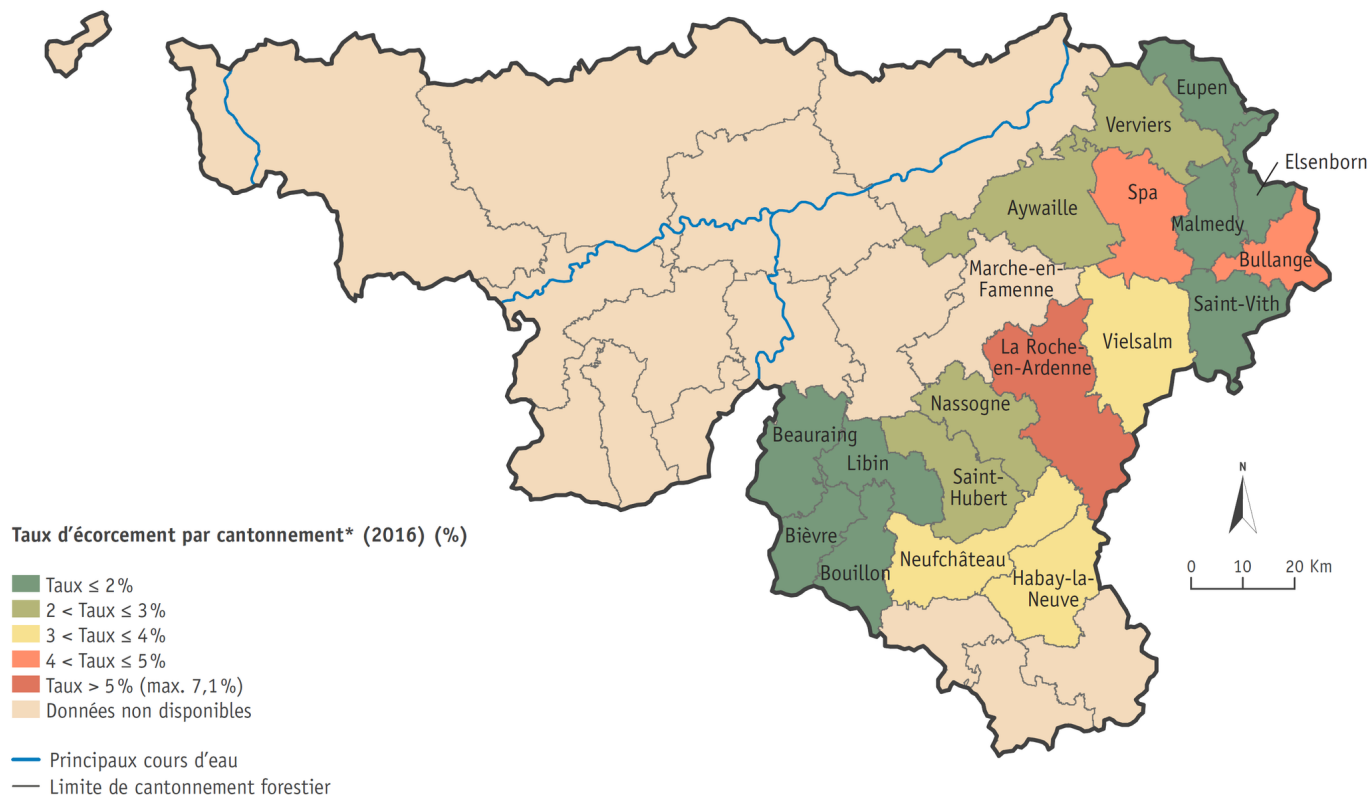 Eupen
Verviers
Elsenborn
Spa
Aywaille
Malmedy
Bullange
Marche-en-
Famenne
Saint-Vith
La Roche-
en-Ardenne
Vielsalm
Nassogne
Beauraing
Libin
Saint-
Hubert
Bièvre
Neufchâteau
Bouillon
Habay-la-
Neuve
N
0 10 20 Km
Taux d'écorcement par cantonnement* (2016) (%)
Taux ≤ 2 %
2 < Taux ≤ 3 %
3 < Taux ≤ 4 %
4 < Taux ≤ 5 %
Taux > 5 % (max. 7,1 %)
Données non disponibles
Principaux cours d'eau
Limite de cantonnement forestier